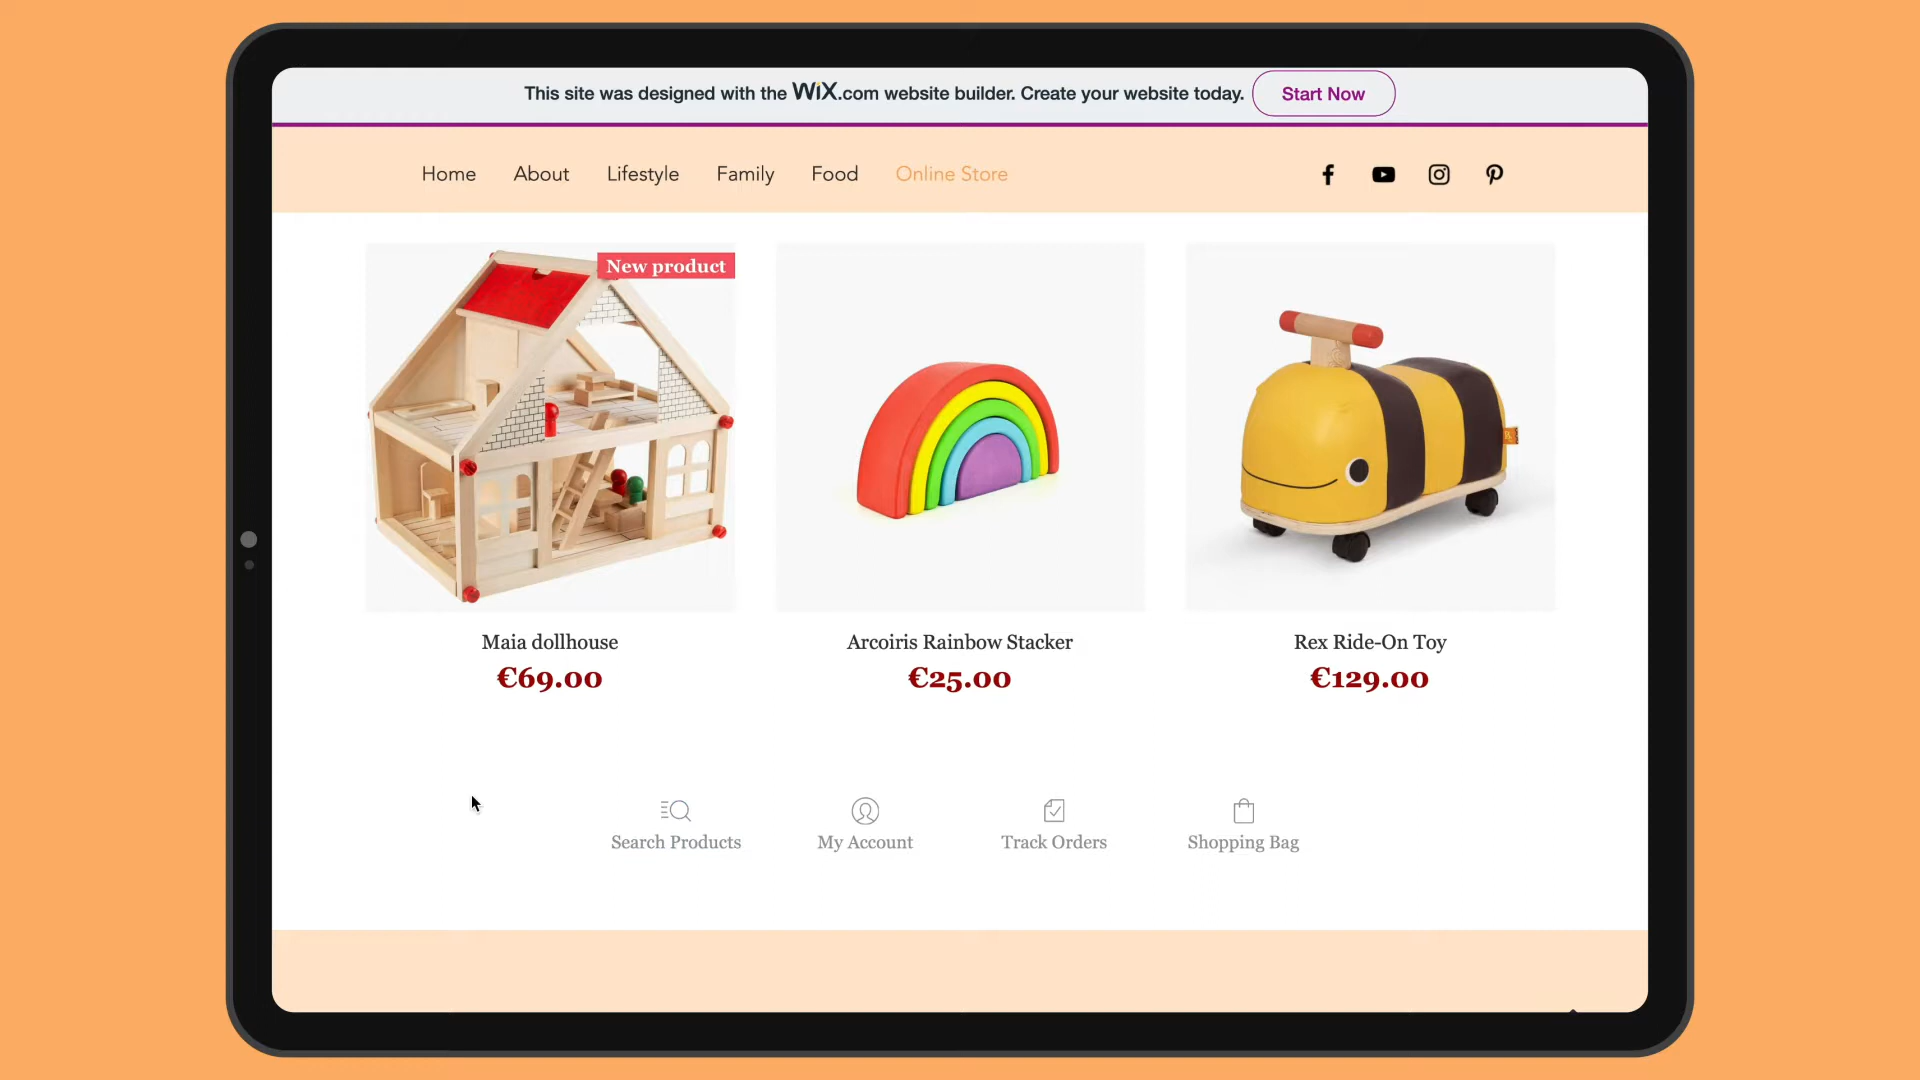 This site was designed with the WiX.com website builder. Create your website today. Start Now
Home About Lifestyle Family Food Online Store
New product
Maia dollhouse Arcoiris Rainbow Stacker Rex Ride-On Toy
€69.00 €25.00 €129.00
Search Products My Account Track Orders Shopping Bag